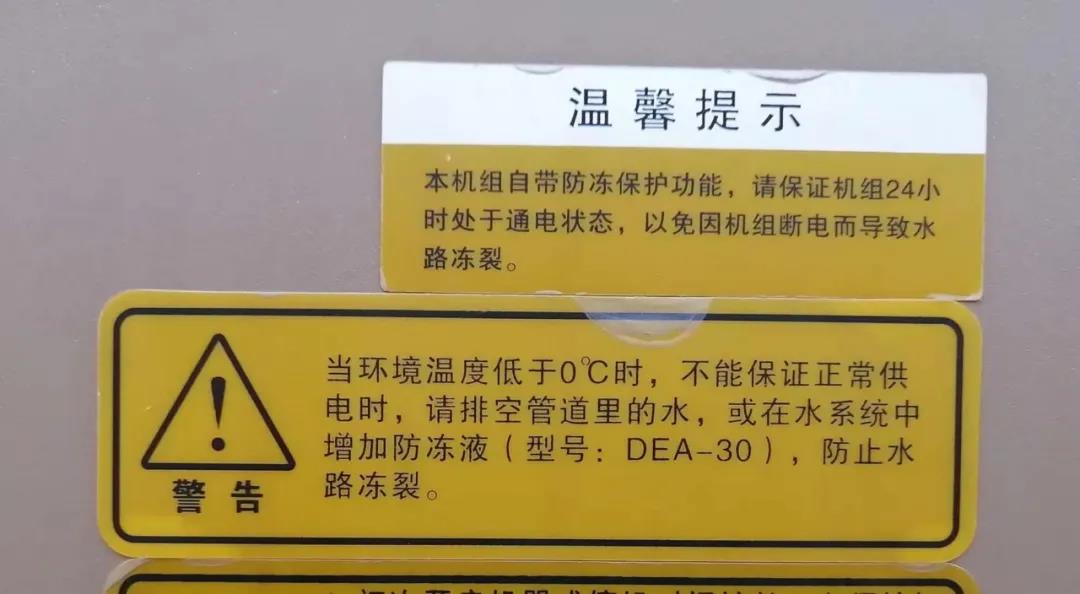 温馨提示
本机组自带防冻保护功能，请保证机组24小
时处于通电状态，以免因机组断电而导致水
路冻裂。
当环境温度低于0℃时，不能保证正常供
电时，请排空管道里的水，或在水系统中
增加防冻液（型号：DEA-30），防止水
路冻裂。
警告